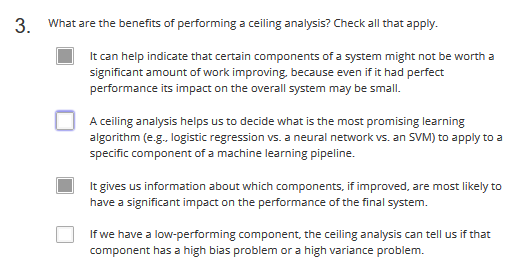 3. What are the benefits of performing a ceiling analysis? Check all that apply.
It can help indicate that certain components of a system might not be worth a
significant amount of work improving, because even if it had perfect
performance its impact on the overall system may be small.
A ceiling analysis helps us to decide what is the most promising learning
algorithm (e.g., logistic regression vs. a neural network vs. an SVM) to apply to a
specific component of a machine learning pipeline.
It gives us information about which components, if improved, are most likely to
have a significant impact on the performance of the final system.
If we have a low-performing component, the ceiling analysis can tell us if that
component has a high bias problem or a high variance problem.